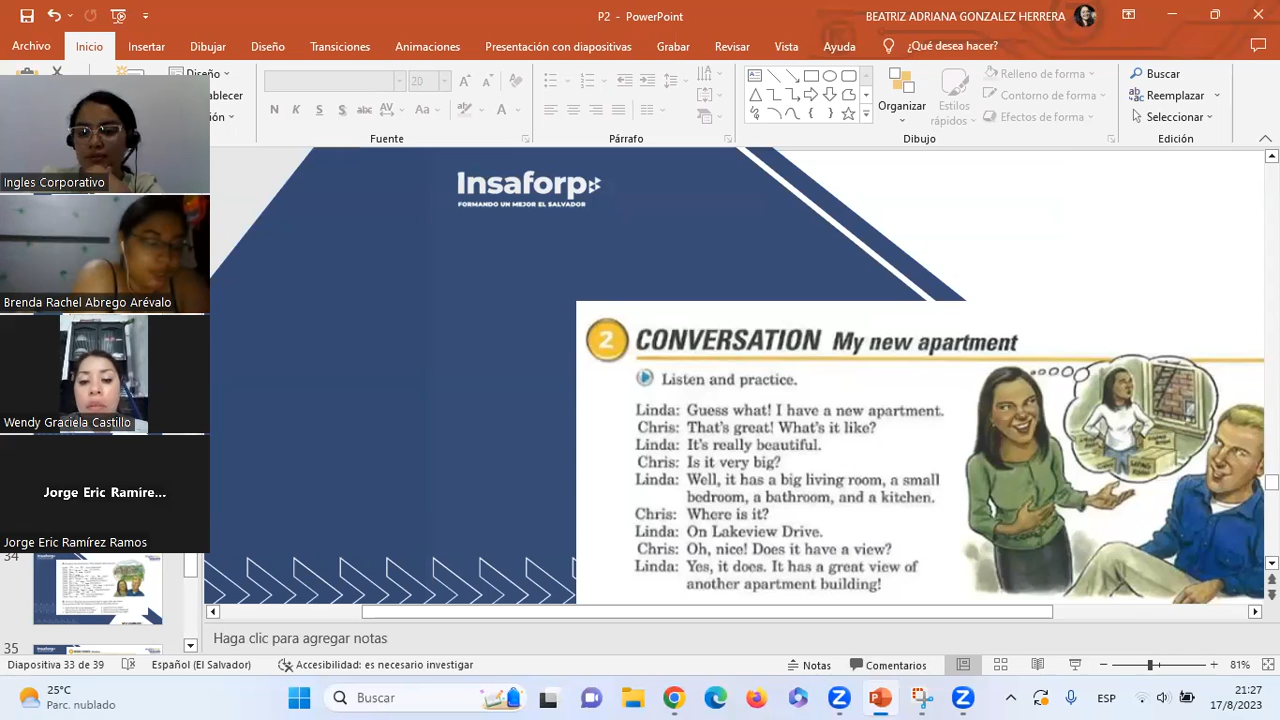 P2 - PowerPoint
BEATRIZ ADRIANA GONZALEZ HERRERA
Archivo Inicio Insertar Dibujar Diseño Transiciones Animaciones Presentación con diapositivas Grabar Revisar Vista Ayuda ¿Qué desea hacer?
Diseño
20
Rellено de forma
Buscar
Contorno de forma
Reemplazar
Organizar
Estilos
rápidos
Efectos de forma
Seleccionar
Fuente
Párrafo
Dibujo
Edición
Ingles Corporativo
Brenda Rachel Abrego Arévalo
Wendy Graciela Castillo
Jorge Eric Ramíre...
Jorge Eric Ramírez Ramos
34
35
Insaforp
FORMANDO UN MEJOR EL SALVADOR
2 CONVERSATION My new apartment
Listen and practice.
Linda: Guess what! I have a new apartment.
Chris: That's great! What's it like?
Linda: It's really beautiful.
Chris: Is it very big?
Linda: Well, it has a big living room, a small
bedroom, a bathroom, and a kitchen.
Chris: Where is it?
Linda: On Lakeview Drive.
Chris: Oh, nice! Does it have a view?
Linda: Yes, it does. It has a great view of
another apartment building!
Haga clic para agregar notas
Diapositiva 33 de 39 Español (El Salvador) Accesibilidad: es necesario investigar Notas Comentarios 81%
25°C
Parc. nublado
Buscar
ESP
21:27
17/8/2023